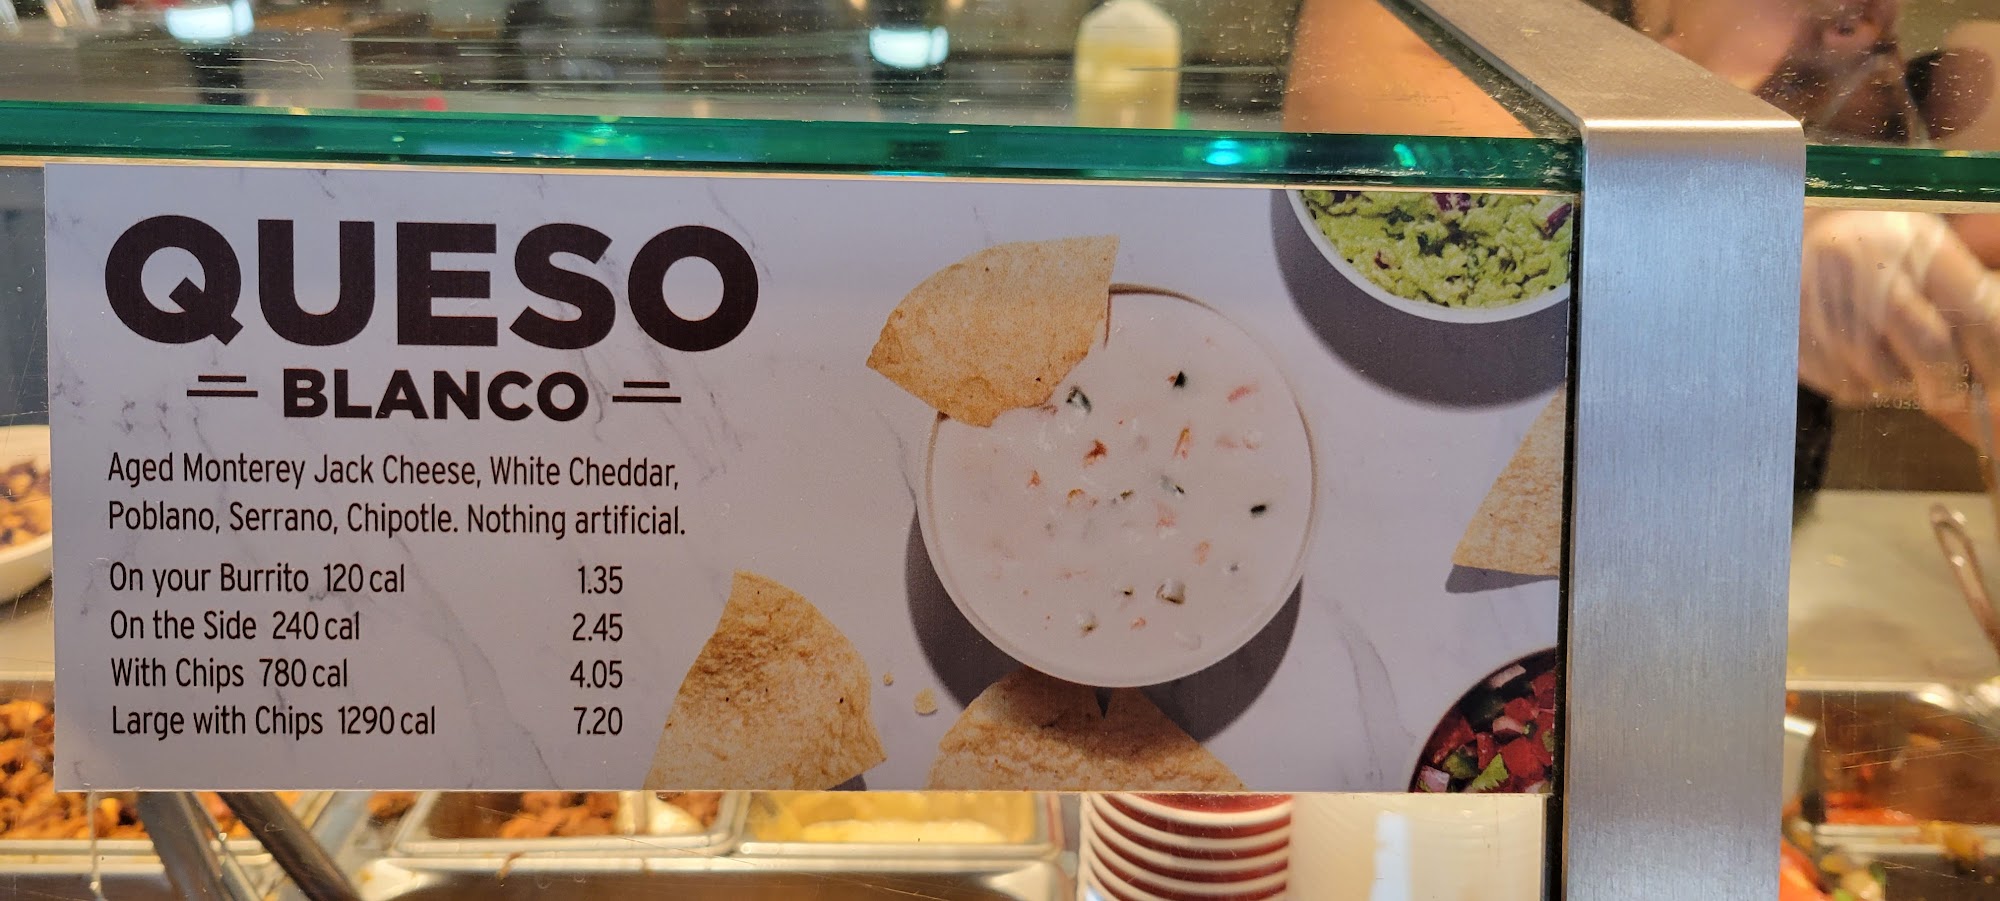 QUESO
BLANCO
Aged Monterey Jack Cheese, White Cheddar,
Poblano, Serrano, Chipotle. Nothing artificial.
On your Burrito 120 cal 1.35
On the Side 240 cal 2.45
With Chips 780 cal 4.05
Large with Chips 1290 cal 7.20